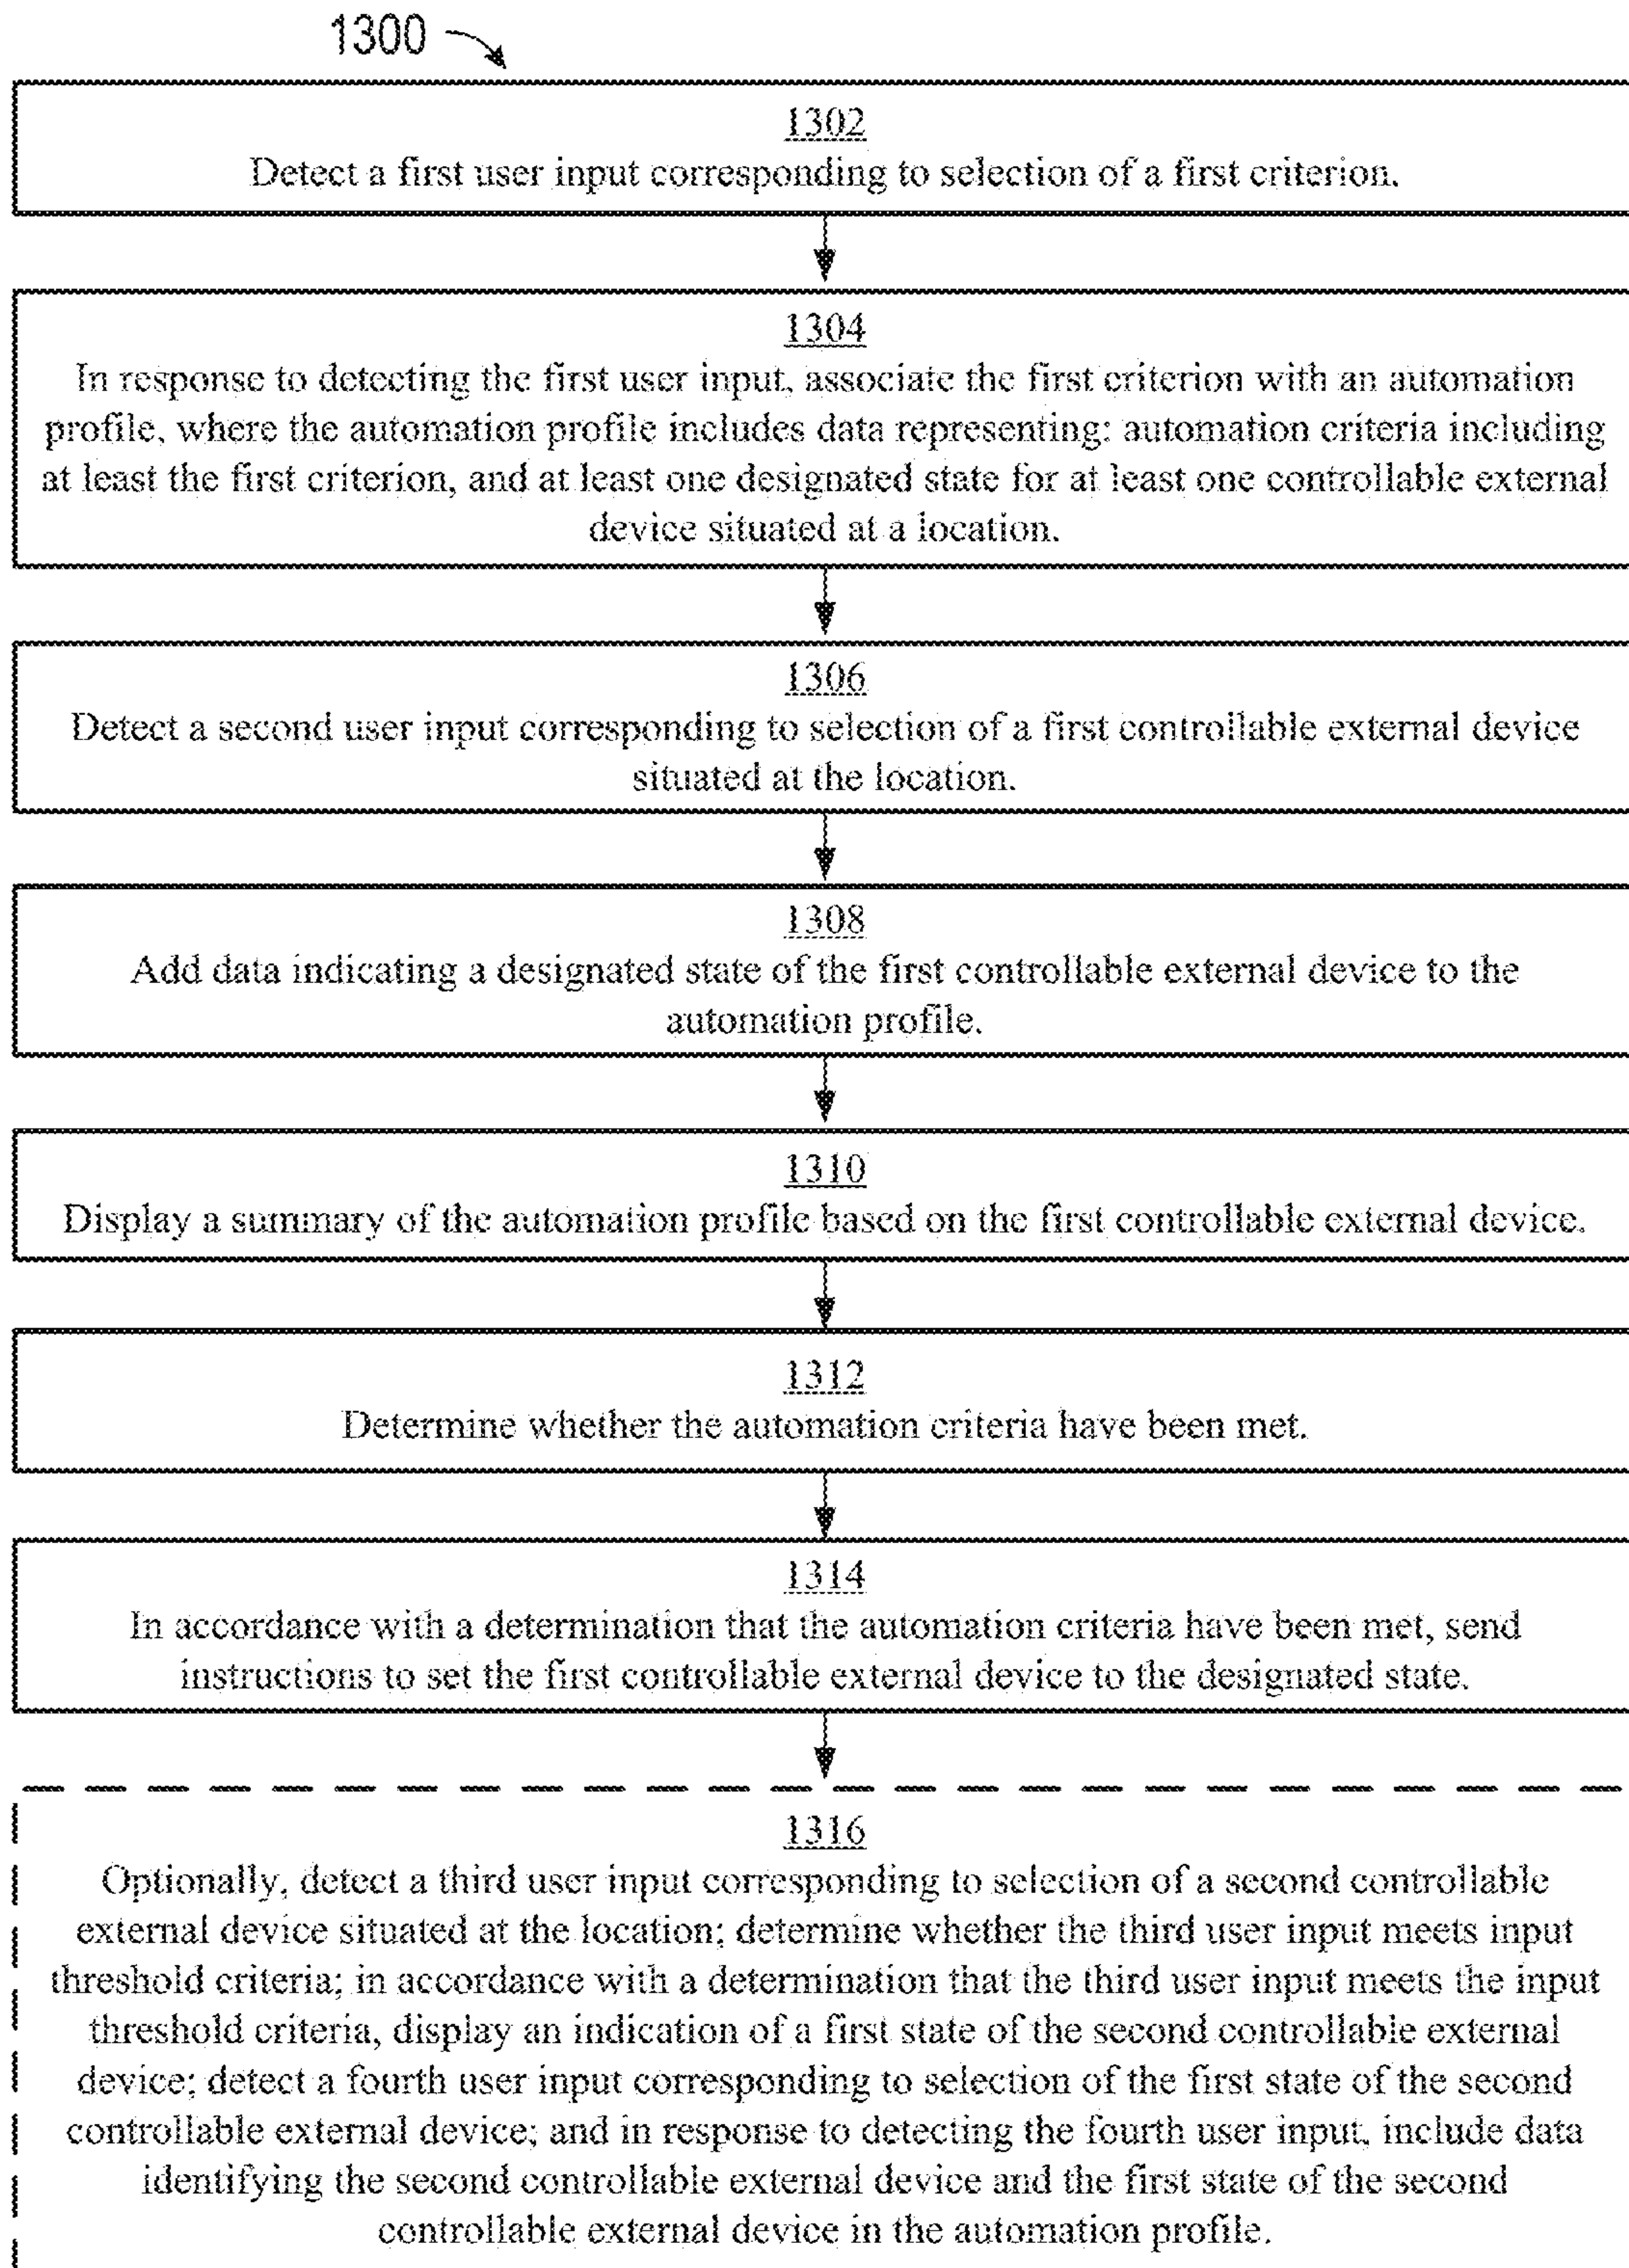 1300
1302
Detect a first user input corresponding to selection of a first criterion.
1304
In response to detecting the first user input, associate the first criterion with an automation
profile, where the automation profile includes data representing: automation criteria including
at least the first criterion, and at least one designated state for at least one controllable external
device situated at a location.
1306
Detect a second user input corresponding to selection of a first controllable external device
situated at the location.
1308
Add data indicating a designated state of the first controllable external device to the
automation profile.
1310
Display a summary of the automation profile based on the first controllable external device.
1312
Determine whether the automation criteria have been met.
1314
In accordance with a determination that the automation criteria have been met, send
instructions to set the first controllable external device to the designated state.
1316
Optionally, detect a third user input corresponding to selection of a second controllable
external device situated at the location; determine whether the third user input meets input
threshold criteria; in accordance with a determination that the third user input meets the input
threshold criteria, display an indication of a first state of the second controllable external
device; detect a fourth user input corresponding to selection of the first state of the second
controllable external device; and in response to detecting the fourth user input, include data
identifying the second controllable external device and the first state of the second
controllable external device in the automation profile.